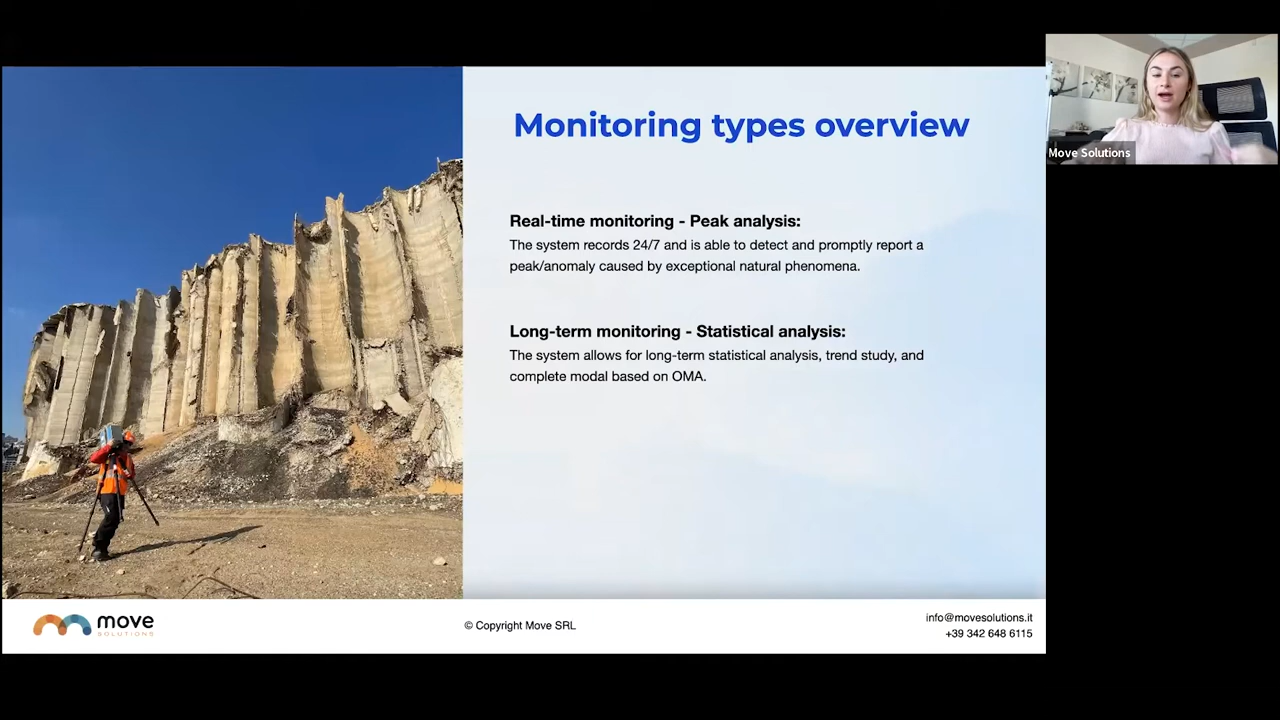 Monitoring types overview
Move Solutions
Real-time monitoring - Peak analysis:
The system records 24/7 and is able to detect and promptly report a
peak/anomaly caused by exceptional natural phenomena.
Long-term monitoring - Statistical analysis:
The system allows for long-term statistical analysis, trend study, and
complete modal based on OMA.
move
SOLUTIONS
© Copyright Move SRL
info@movesolutions.it
+39 342 648 6115